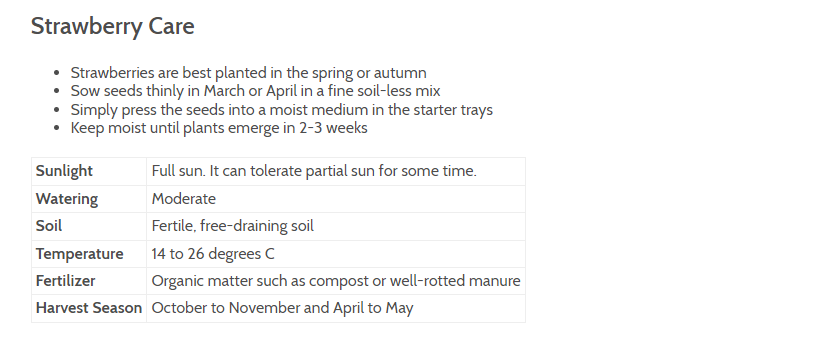 Strawberry Care
• Strawberries are best planted in the spring or autumn
• Sow seeds thinly in March or April in a fine soil-less mix
• Simply press the seeds into a moist medium in the starter trays
• Keep moist until plants emerge in 2-3 weeks
Sunlight Full sun. It can tolerate partial sun for some time.
Watering Moderate
Soil Fertile, free-draining soil
Temperature 14 to 26 degrees C
Fertilizer Organic matter such as compost or well-rotted manure
Harvest Season October to November and April to May